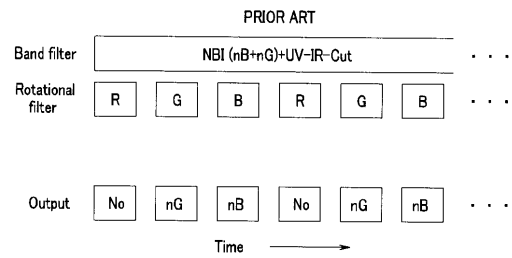 PRIOR ART
Band filter NBI (nB+nG)+UV-IR-Cut . . .
Rotational filter R G B R G B . . .
Output No nG nB No nG nB . . .
Time